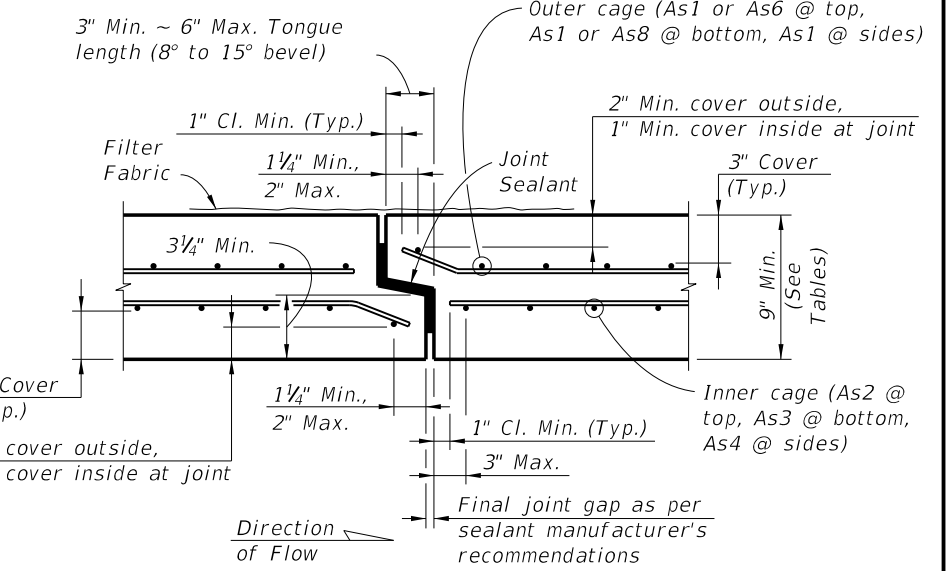 3" Min. ~ 6" Max. Tongue
length (8° to 15° bevel)
Outer cage (As1 or As6 @ top,
As1 or As8 @ bottom, As1 @ sides)
1" Cl. Min. (Typ.)
2" Min. cover outside,
1" Min. cover inside at joint
Filter
Fabric
1¼" Min.,
2" Max.
Joint
Sealant
3" Cover
(Typ.)
3¼" Min.
9" Min.
(See
Tables)
Cover
p.)
1¼" Min.,
2" Max.
Inner cage (As2 @
top, As3 @ bottom,
As4 @ sides)
1" Cl. Min. (Typ.)
cover outside,
cover inside at joint
3" Max.
Final joint gap as per
sealant manufacturer's
recommendations
Direction
of Flow